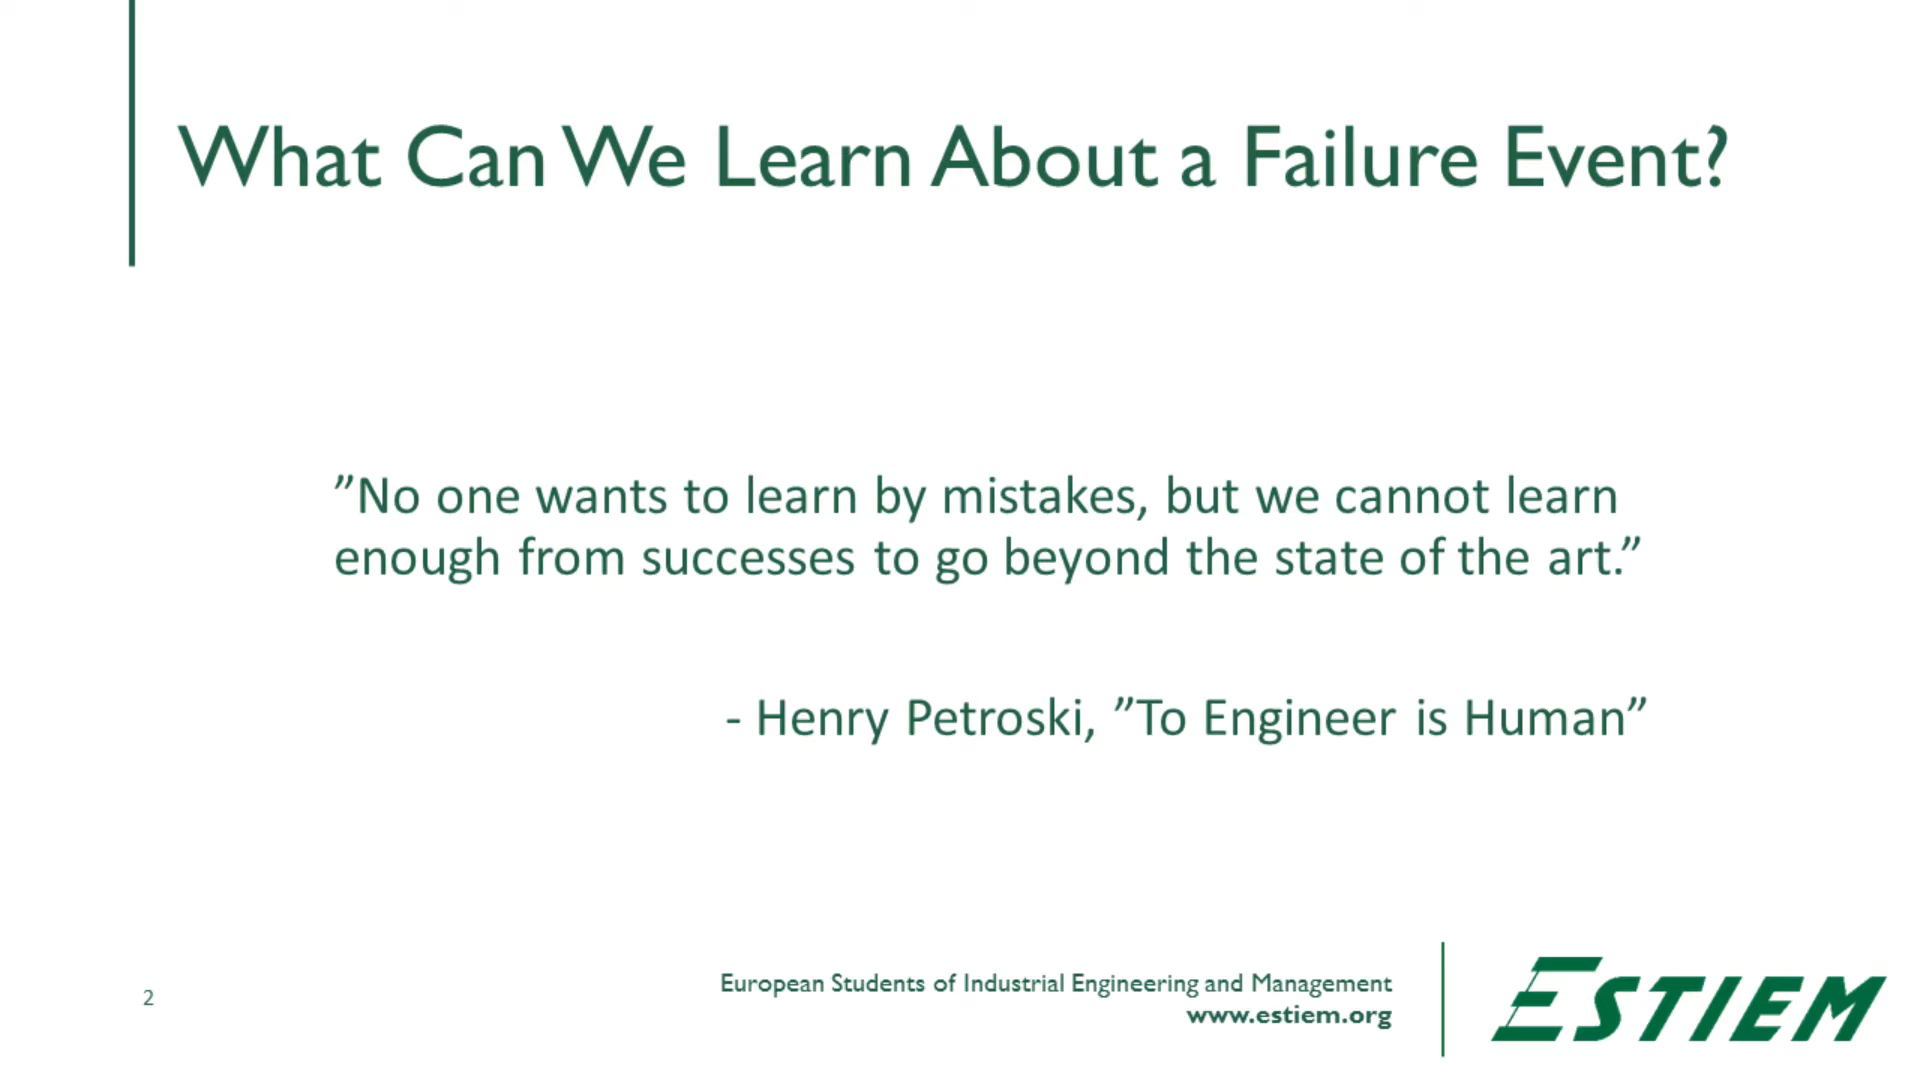 What Can We Learn About a Failure Event?
”No one wants to learn by mistakes, but we cannot learn
enough from successes to go beyond the state of the art.”
- Henry Petroski, ”To Engineer is Human”
2
European Students of Industrial Engineering and Management
www.estiem.org
ESTIEM